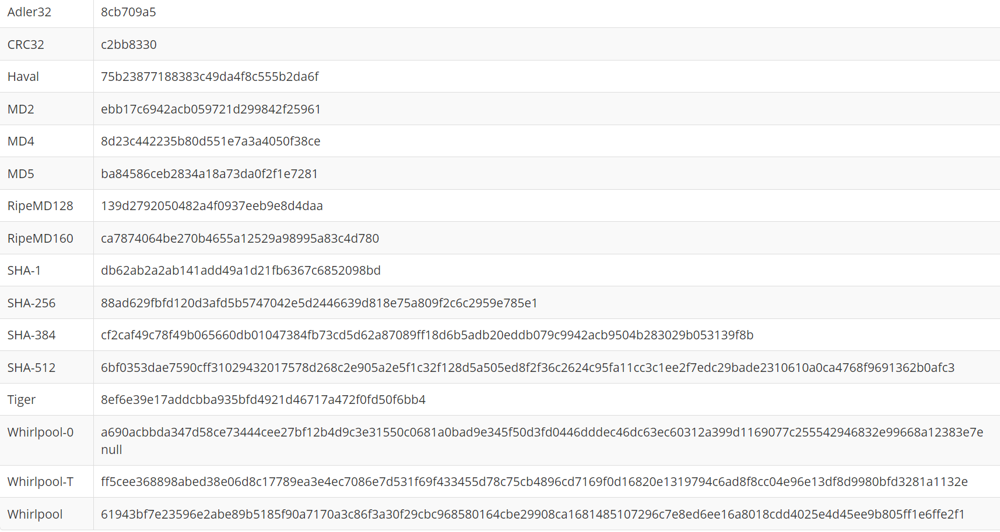 Adler32 8cb709a5
CRC32 c2bb8330
Haval 75b23877188383c49da4f8c555b2da6f
MD2 ebb17c6942acb059721d299842f25961
MD4 8d23c442235b80d551e7a3a4050f38ce
MD5 ba84586ceb2834a18a73da0f2f1e7281
RipeMD128 139d2792050482a4f0937eeb9e8d4daa
RipeMD160 ca7874064be270b4655a12529a98995a83c4d780
SHA-1 db62ab2a2ab141add49a1d21fb6367c6852098bd
SHA-256 88ad629fbfd120d3afd5b5747042e5d2446639d818e75a809f2c6c2959e785e1
SHA-384 cf2caf49c78f49b065660db01047384fb73cd5d62a87089ff18d6b5adb20eddb079c9942acb9504b283029b053139f8b
SHA-512 6bf0353dae7590cff31029432017578d268c2e905a2e5f1c32f128d5a505ed8f2f36c2624c95fa11cc3c1ee2f7edc29bade2310610a0ca4768f9691362b0afc3
Tiger 8ef6e39e17addcbba935bfd4921d46717a472f0fd50f6bb4
Whirlpool-0 a690acbbda347d58ce73444cee27bf12b4d9c3e31550c0681a0bad9e345f50d3fd0446dddec46dc63ec60312a399d1169077c255542946832e99668a12383e7e
null
Whirlpool-T ff5cee368898abed38e06d8c17789ea3e4ec7086e7d531f69f433455d78c75cb4896cd7169f0d16820e1319794c6ad8f8cc04e96e13df8d9980bfd3281a1132e
Whirlpool 61943bf7e23596e2abe89b5185f90a7170a3c86f3a30f29cbc968580164cbe29908ca1681485107296c7e8ed6ee16a8018cdd4025e4d45ee9b805ff1e6ffe2f1